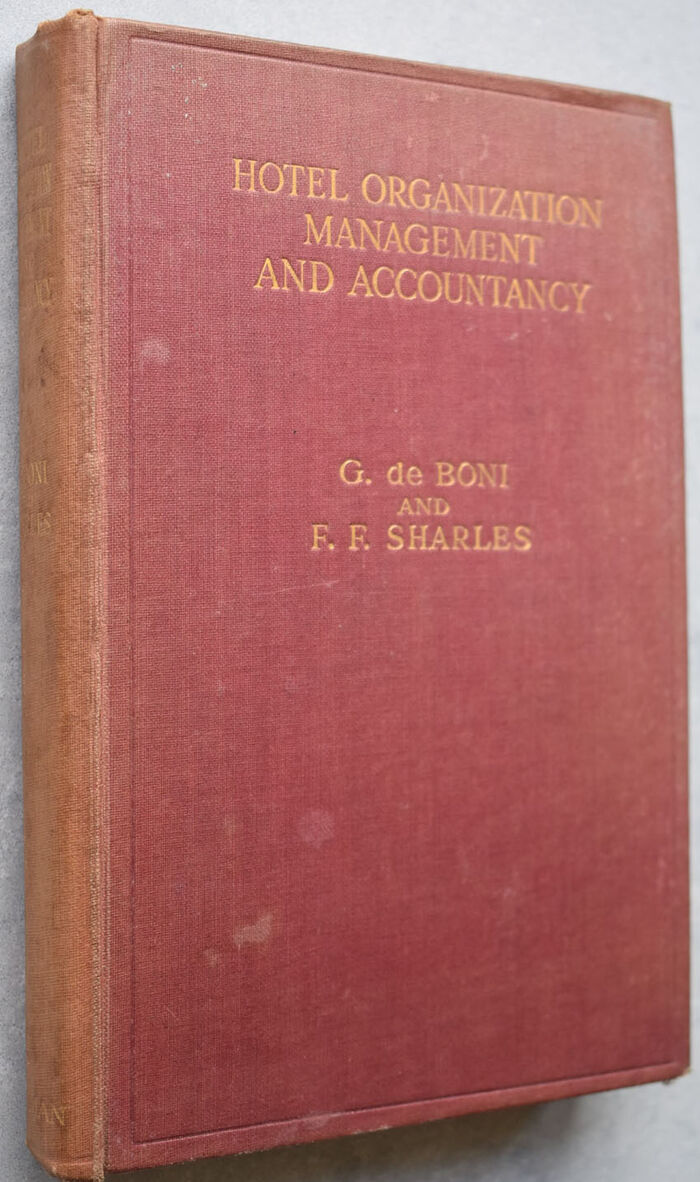 HOTEL ORGANIZATION
MANAGEMENT
AND ACCOUNTANCY
G. de BONI
AND
F. F. SHARLES